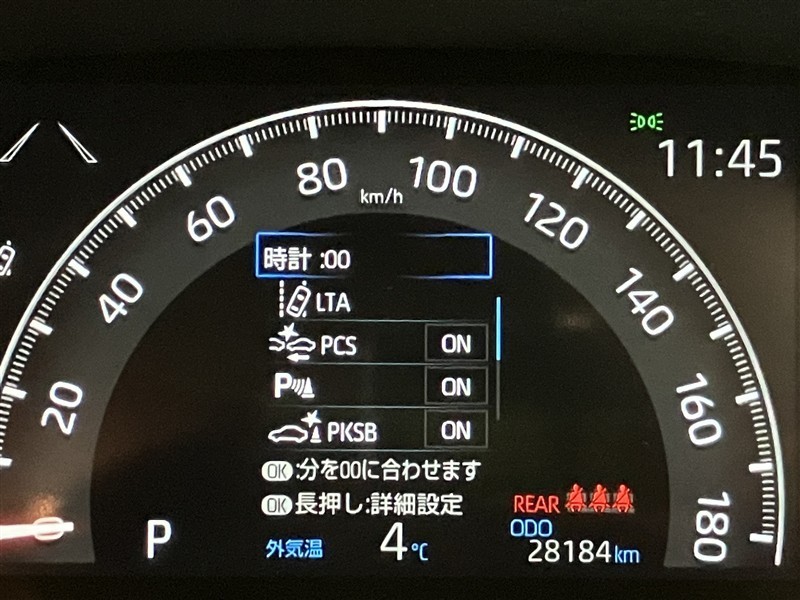 11:45
20
40
60
80
100
120
140
160
180
km/h
時計 :00
LTA
PCS ON
P ON
PKSB ON
OK:分を00に合わせます
OK長押し:詳細設定
REAR
P
外気温 4℃
ODO
28184km